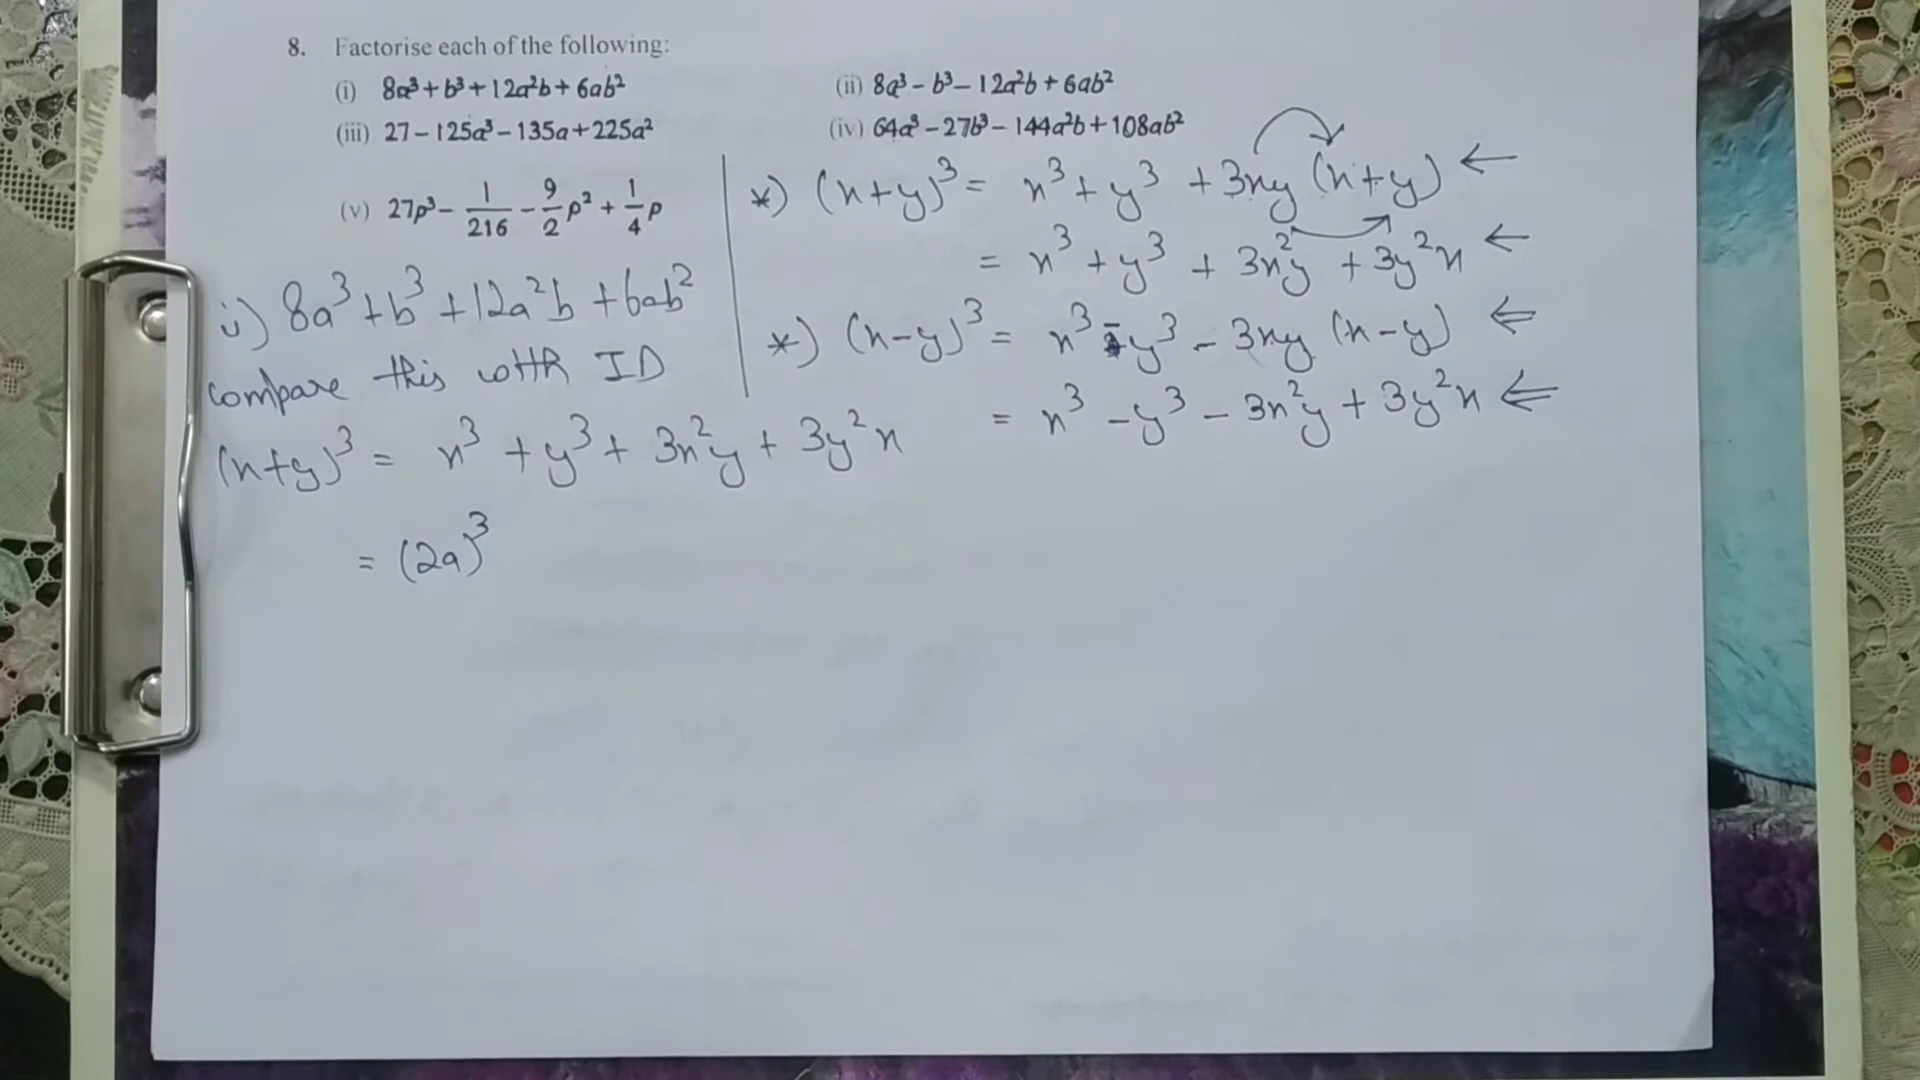 8. Factorise each of the following:
(i) 8a³ + b³ + 12a²b + 6ab²
(ii) 8a³ – b³ – 12a²b + 6ab²
(iii) 27 – 125a³ – 135a + 225a²
(iv) 64a³ – 27b³ – 144a²b + 108ab²
(v) 27p³ – 1/216 – 9/2 p² + 1/4 p
*) (x+y)³ = x³ + y³ + 3xy (x+y) ←
= x³ + y³ + 3x²y + 3y²x ←
*) (x-y)³ = x³ - y³ - 3xy (x-y) ⇐
= x³ - y³ - 3x²y + 3y²x ⇐
i) 8a³ + b³ + 12a²b + 6ab²
compare this with ID
(x+y)³ = x³ + y³ + 3x²y + 3y²x
= (2a)³